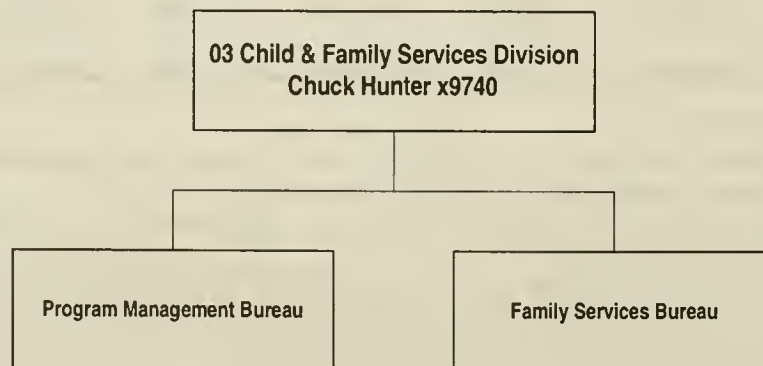 03 Child & Family Services Division
Chuck Hunter x9740
Program Management Bureau
Family Services Bureau